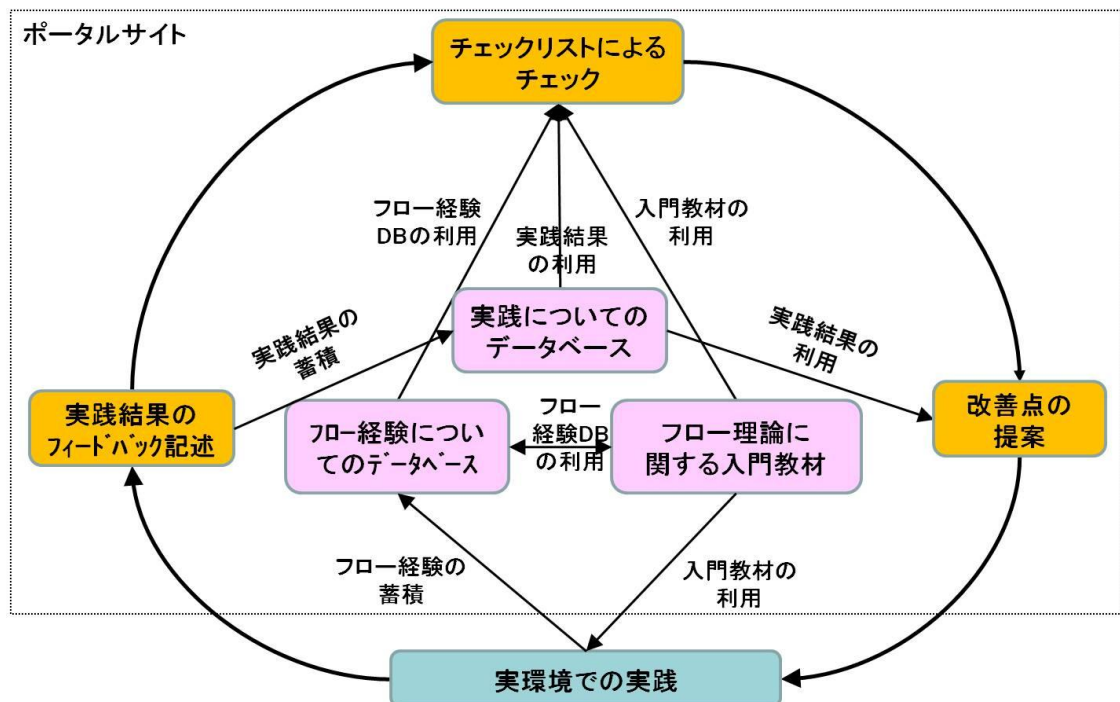 ポータルサイト
チェックリストによる
チェック
フロー経験
DBの利用
実践結果
の利用
入門教材の
利用
実践についての
データベース
実践結果の
蓄積
実践結果の
利用
実践結果の
フィードバック記述
フロー経験につい
てのデータベース
フロー
経験DB
の利用
フロー理論に
関する入門教材
改善点の
提案
フロー経験の
蓄積
入門教材の
利用
実環境での実践